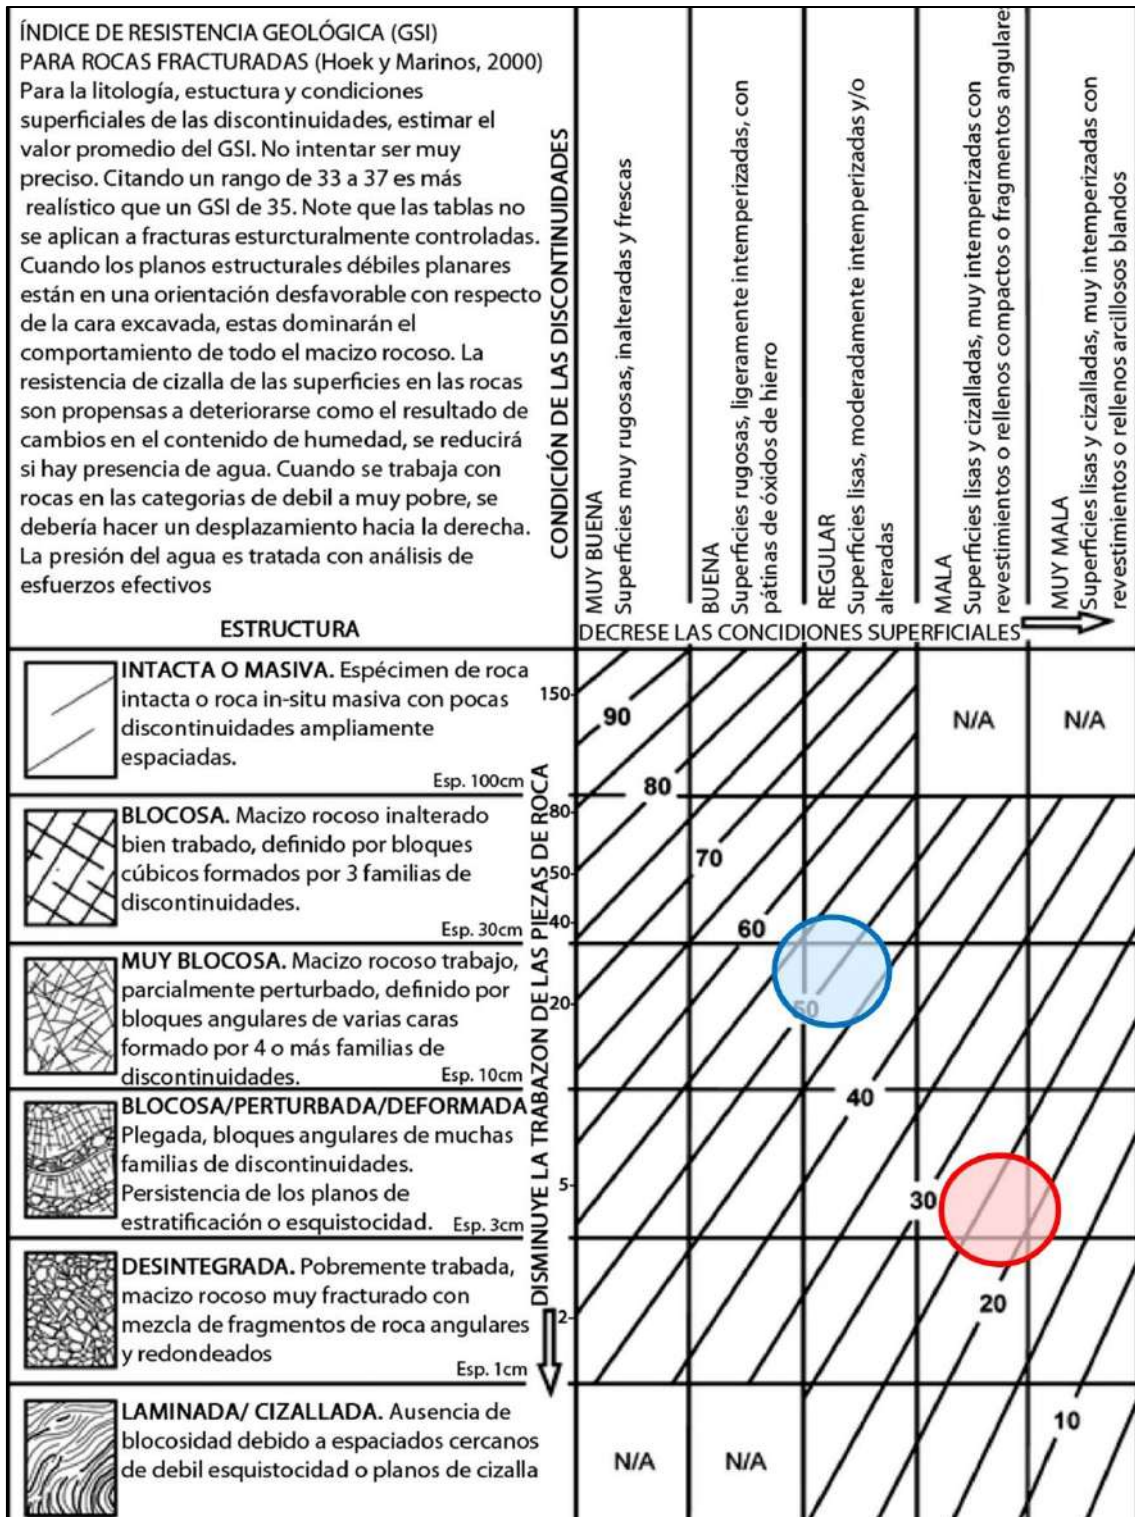 ÍNDICE DE RESISTENCIA GEOLÓGICA (GSI)
PARA ROCAS FRACTURADAS (Hoek y Marinos, 2000)
Para la litología, estuctura y condiciones
superficiales de las discontinuidades, estimar el
valor promedio del GSI. No intentar ser muy
preciso. Citando un rango de 33 a 37 es más
realístico que un GSI de 35. Note que las tablas no
se aplican a fracturas esturcturalmente controladas.
Cuando los planos estructurales débiles planares
están en una orientación desfavorable con respecto
de la cara excavada, estas dominarán el
comportamiento de todo el macizo rocoso. La
resistencia de cizalla de las superficies en las rocas
son propensas a deteriorarse como el resultado de
cambios en el contenido de humedad, se reducirá
si hay presencia de agua. Cuando se trabaja con
rocas en las categorias de debil a muy pobre, se
debería hacer un desplazamiento hacia la derecha.
La presión del agua es tratada con análisis de
esfuerzos efectivos
CONDICIÓN DE LAS DISCONTINUIDADES
MUY BUENA
Superficies muy rugosas, inalteradas y frescas
BUENA
Superficies rugosas, ligeramente intemperizadas, con
pátinas de óxidos de hierro
REGULAR
Superficies lisas, moderadamente intemperizadas y/o
alteradas
MALA
Superficies lisas y cizalladas, muy intemperizadas con
revestimientos o rellenos compactos o fragmentos angulares
MUY MALA
Superficies lisas y cizalladas, muy intemperizadas con
revestimientos o rellenos arcillosos blandos
ESTRUCTURA
DECRESE LAS CONCIDIONES SUPERFICIALES
DISMINUYE LA TRABAZON DE LAS PIEZAS DE ROCA
INTACTA O MASIVA. Espécimen de roca
intacta o roca in-situ masiva con pocas
discontinuidades ampliamente
espaciadas.
Esp. 100cm
150
90
80
N/A
N/A
BLOCOSA. Macizo rocoso inalterado
bien trabado, definido por bloques
cúbicos formados por 3 familias de
discontinuidades.
Esp. 30cm
80
50
40
70
60
MUY BLOCOSA. Macizo rocoso trabajo,
parcialmente perturbado, definido por
bloques angulares de varias caras
formado por 4 o más familias de
discontinuidades.
Esp. 10cm
20
50
BLOCOSA/PERTURBADA/DEFORMADA
Plegada, bloques angulares de muchas
familias de discontinuidades.
Persistencia de los planos de
estratificación o esquistocidad.
Esp. 3cm
5
40
30
DESINTEGRADA. Pobremente trabada,
macizo rocoso muy fracturado con
mezcla de fragmentos de roca angulares
y redondeados
Esp. 1cm
2
20
LAMINADA/ CIZALLADA. Ausencia de
blocosidad debido a espaciados cercanos
de debil esquistocidad o planos de cizalla
N/A
N/A
10